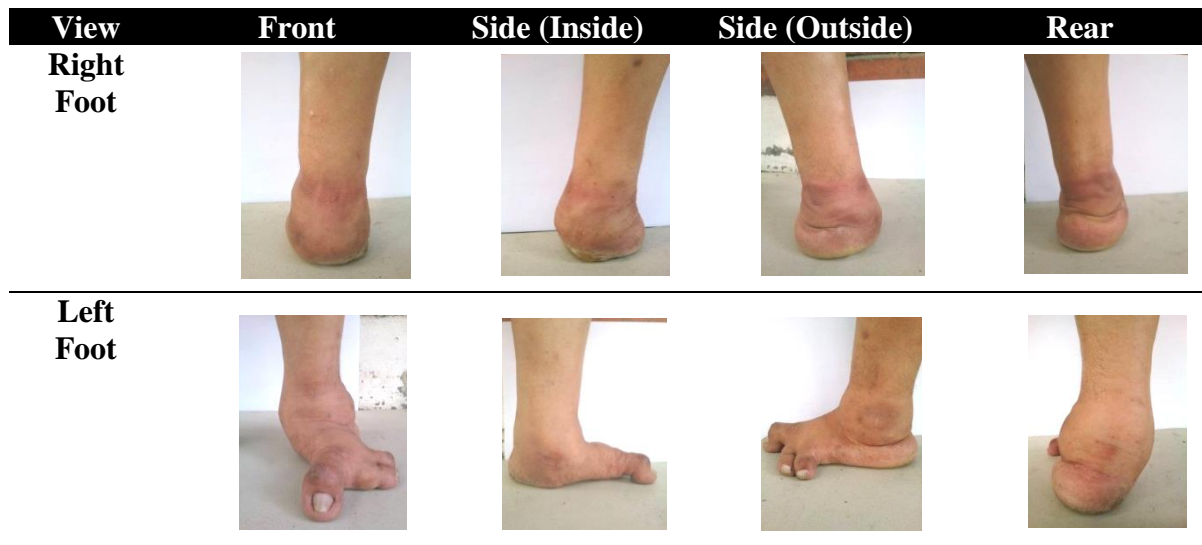 View Front Side (Inside) Side (Outside) Rear
Right
Foot
Left
Foot